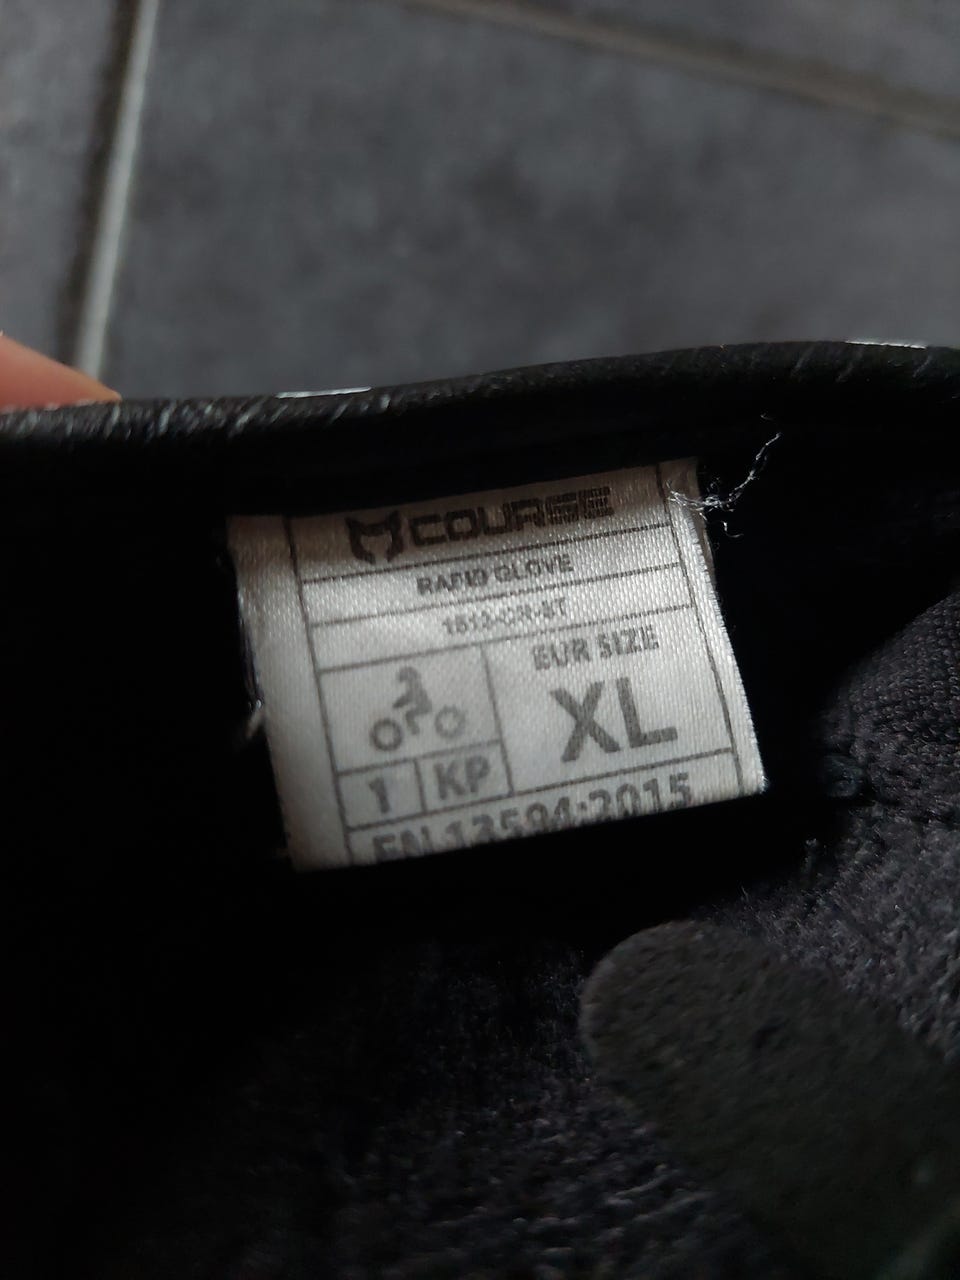 COURSE
RAPID GLOVE
EUR SIZE
XL
1 KP
EN 13594:2015